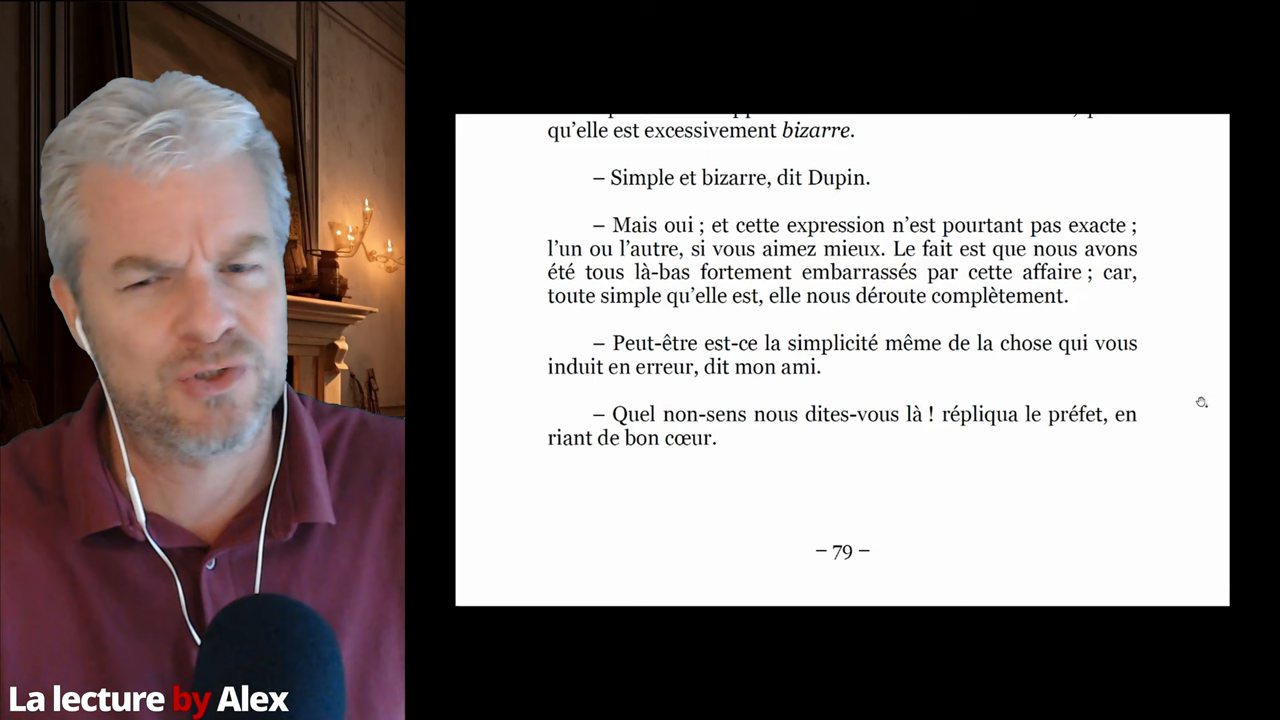 qu’elle est excessivement bizarre.
– Simple et bizarre, dit Dupin.
– Mais oui ; et cette expression n’est pourtant pas exacte ;
l’un ou l’autre, si vous aimez mieux. Le fait est que nous avons
été tous là-bas fortement embarrassés par cette affaire ; car,
toute simple qu’elle est, elle nous déroute complètement.
– Peut-être est-ce la simplicité même de la chose qui vous
induit en erreur, dit mon ami.
– Quel non-sens nous dites-vous là ! répliqua le préfet, en
riant de bon cœur.
– 79 –
La lecture by Alex